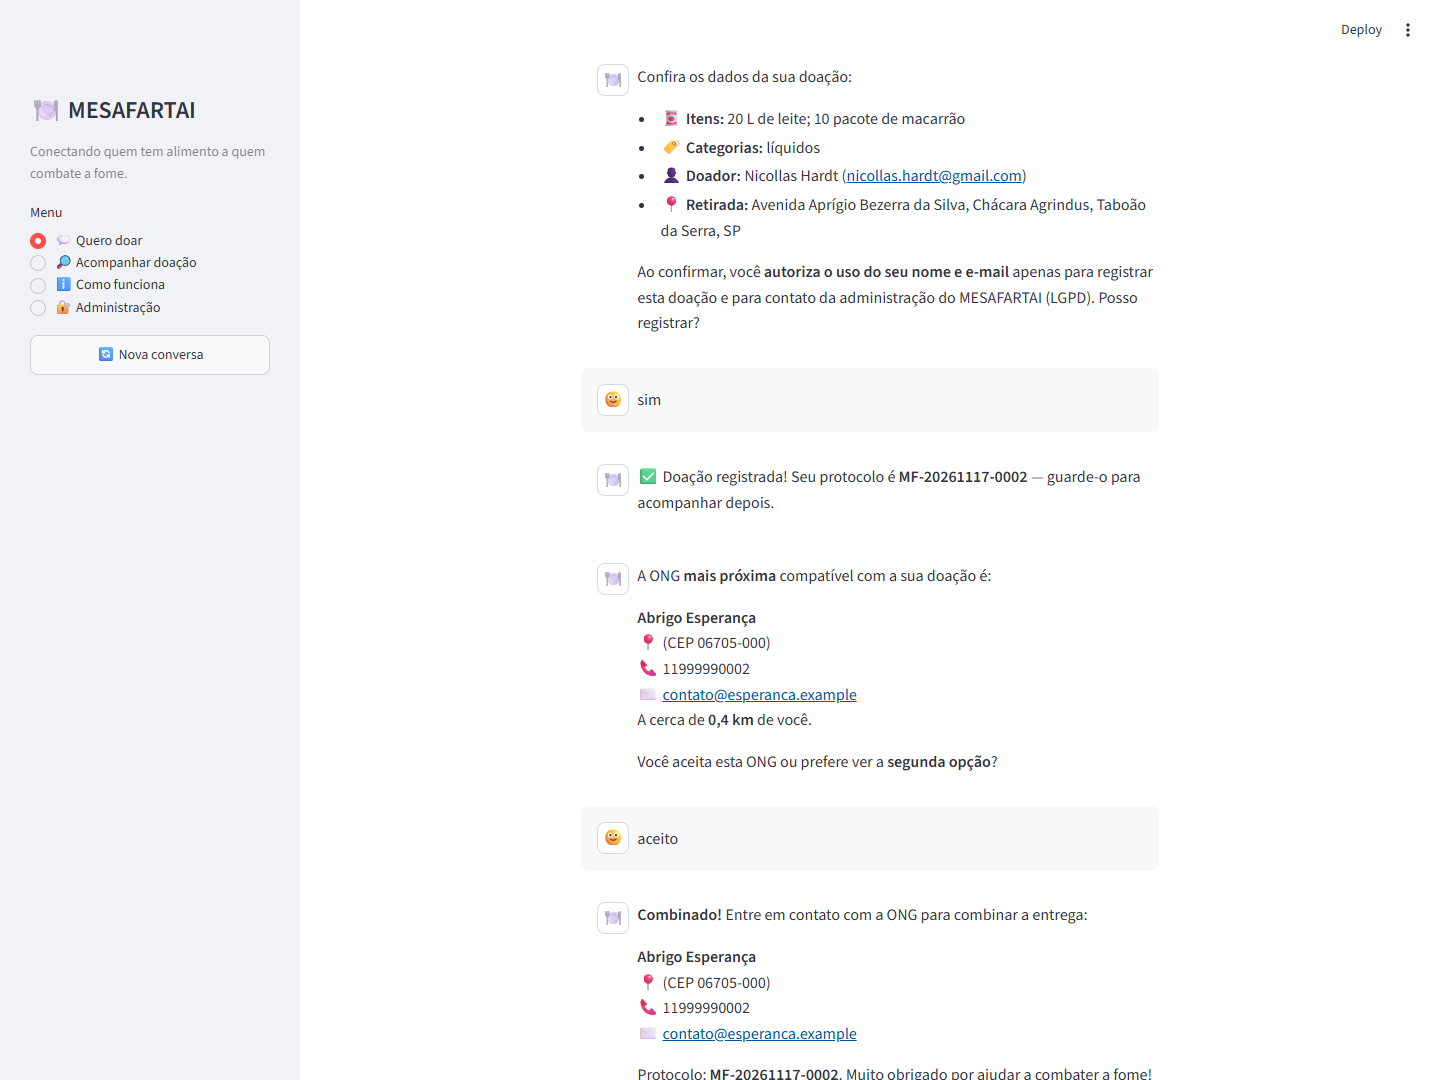 Deploy
MESAFARTAI
Conectando quem tem alimento a quem
combate a fome.
Menu
Quero doar
Acompanhar doação
Como funciona
Administração
Nova conversa
Confira os dados da sua doação:
• Itens: 20 L de leite; 10 pacote de macarrão
• Categorias: líquidos
• Doador: Nicollas Hardt (nicollas.hardt@gmail.com)
• Retirada: Avenida Aprígio Bezerra da Silva, Chácara Agrindus, Taboão
da Serra, SP
Ao confirmar, você autoriza o uso do seu nome e e-mail apenas para registrar
esta doação e para contato da administração do MESAFARTAI (LGPD). Posso
registrar?
sim
Doação registrada! Seu protocolo é MF-20261117-0002 — guarde-o para
acompanhar depois.
A ONG mais próxima compatível com a sua doação é:
Abrigo Esperança
(CEP 06705-000)
11999990002
contato@esperanca.example
A cerca de 0,4 km de você.
Você aceita esta ONG ou prefere ver a segunda opção?
aceito
Combinado! Entre em contato com a ONG para combinar a entrega:
Abrigo Esperança
(CEP 06705-000)
11999990002
contato@esperanca.example
Protocolo: MF-20261117-0002. Muito obrigado por ajudar a combater a fome!